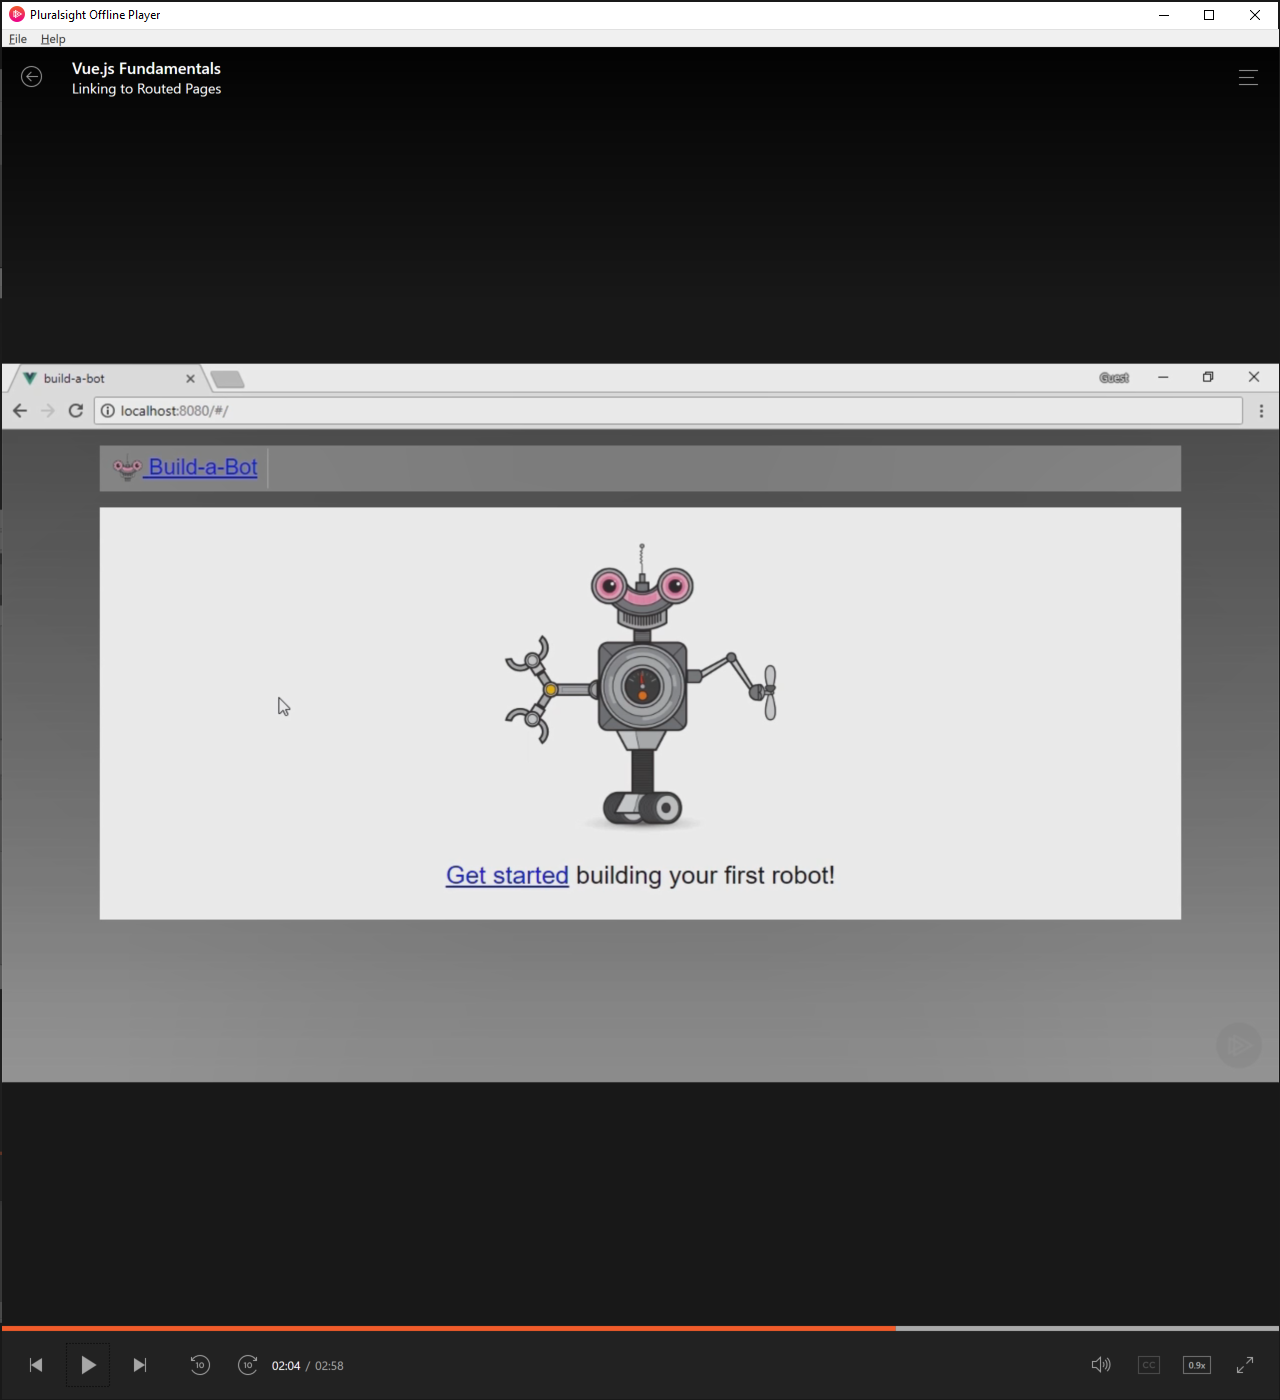 Pluralsight Offline Player
File Help
Vue.js Fundamentals
Linking to Routed Pages
build-a-bot
Guest
localhost:8080/#/
Build-a-Bot
Get started building your first robot!
10 10 02:04 / 02:58 CC 0.9x